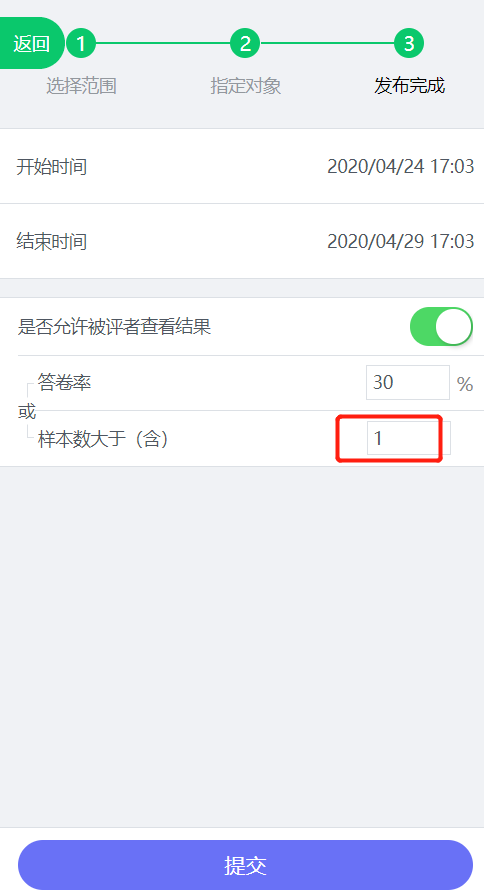 返回 1 2 3
选择范围 指定对象 发布完成
开始时间 2020/04/24 17:03
结束时间 2020/04/29 17:03
是否允许被评者查看结果
答卷率 30 %
或
样本数大于（含） 1
提交